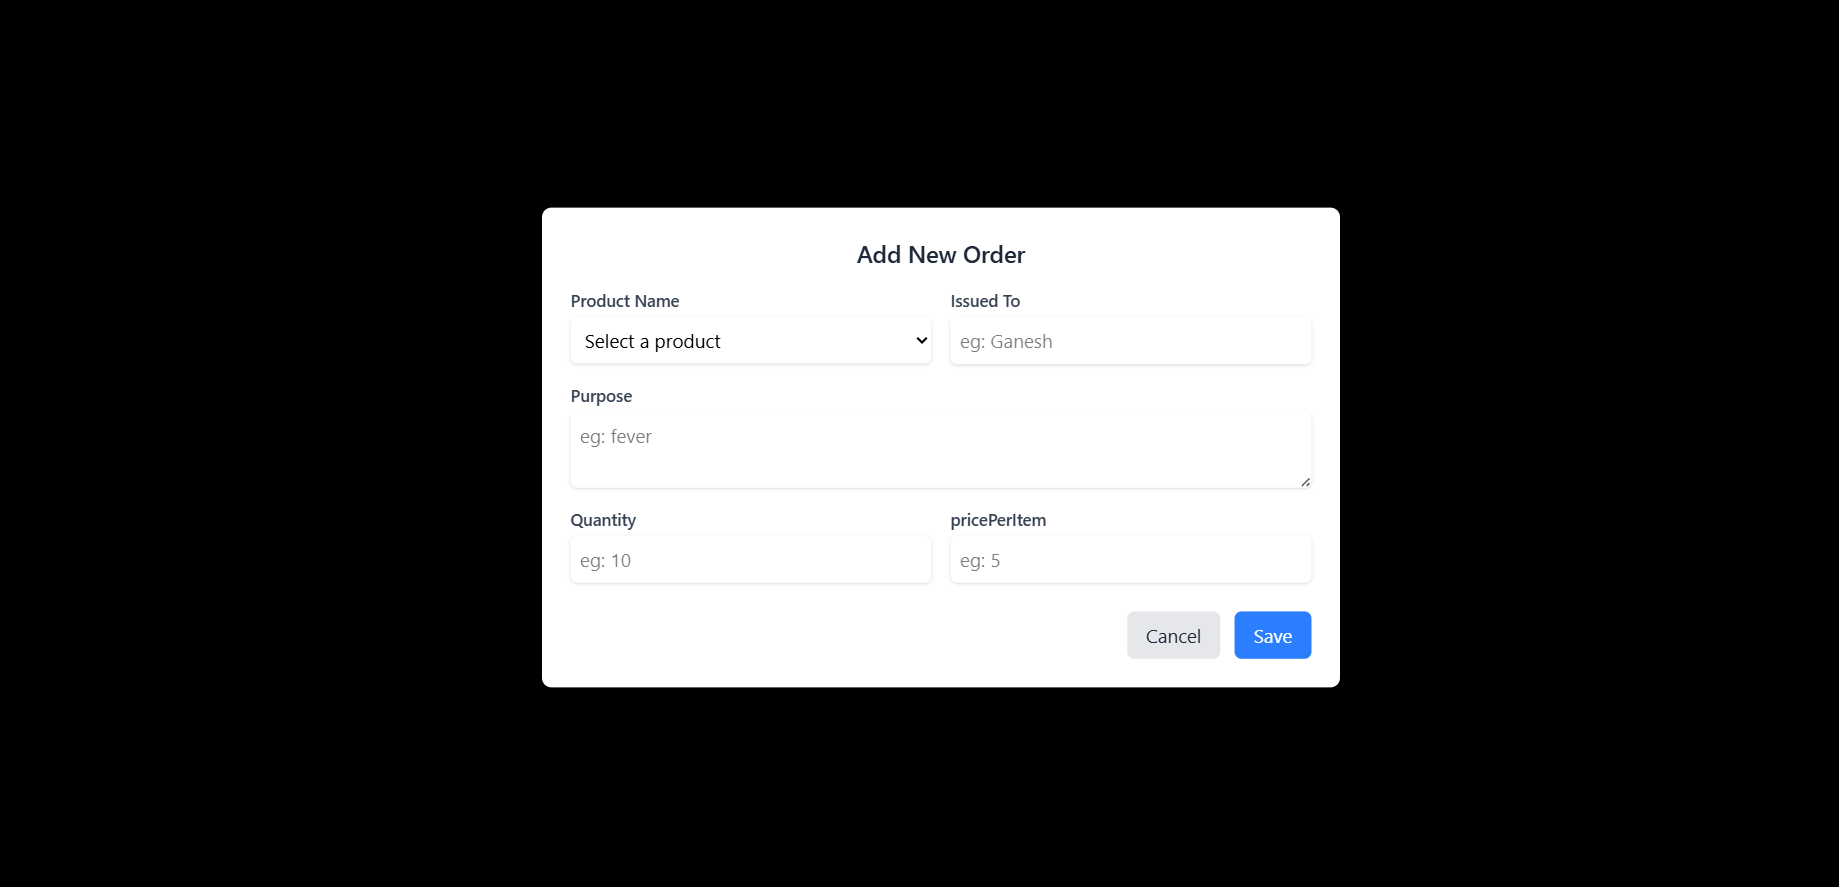 Add New Order
Product Name
Issued To
Select a product
eg: Ganesh
Purpose
eg: fever
Quantity
pricePerItem
eg: 10
eg: 5
Cancel
Save